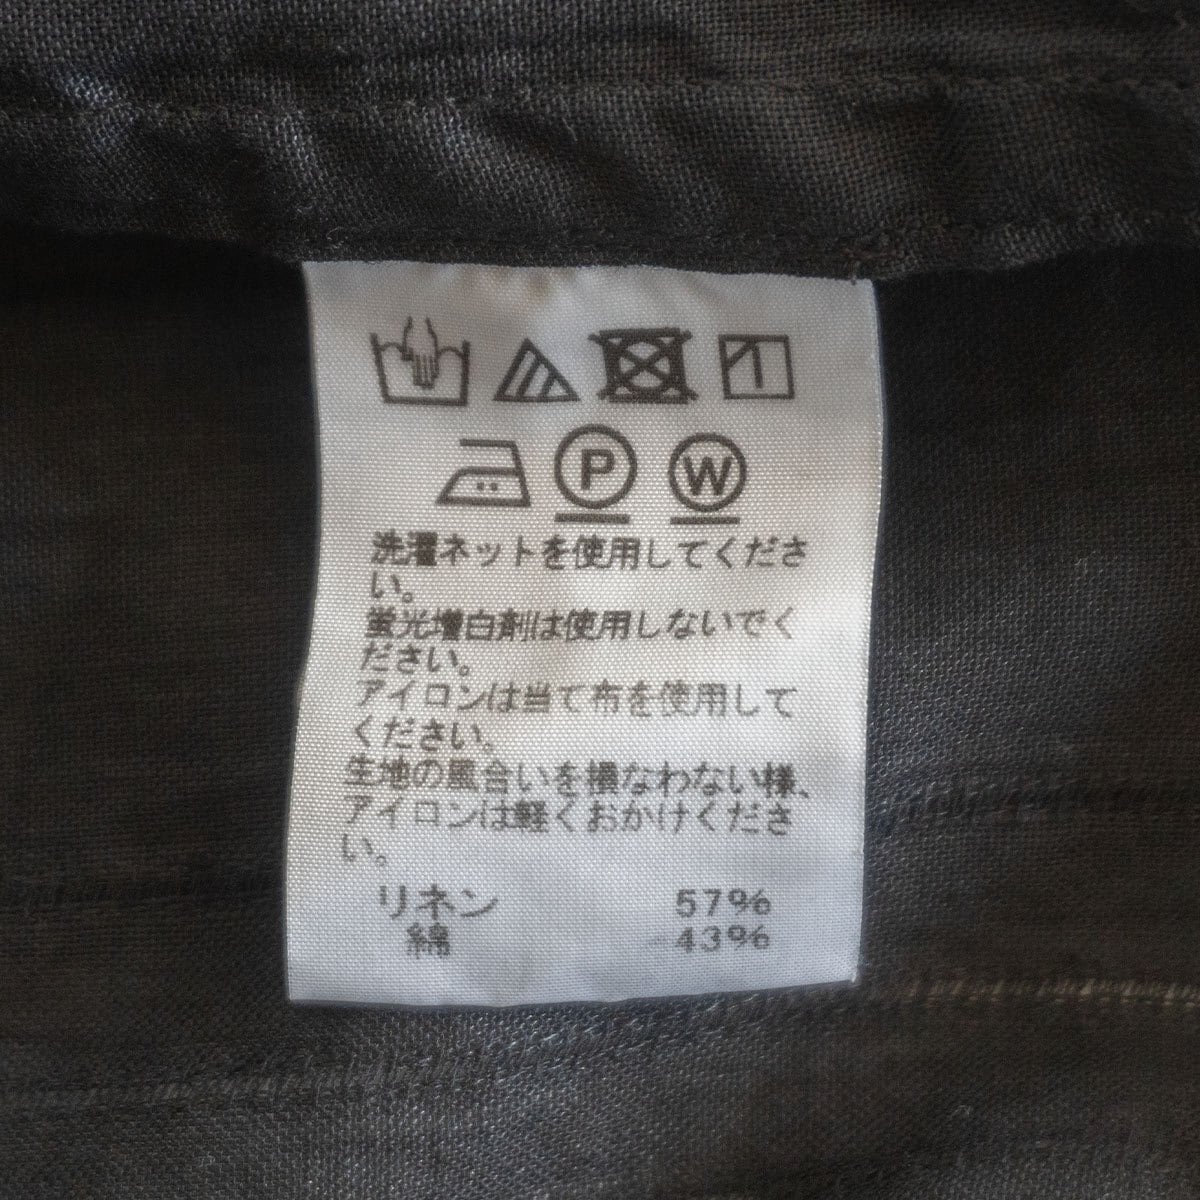 P W
洗濯ネットを使用してくださ
い。
蛍光増白剤は使用しないでく
ださい。
アイロンは当て布を使用して
ください。
生地の風合いを損なわない様、
アイロンは軽くおかけくださ
い。
リネン 57%
綿 43%